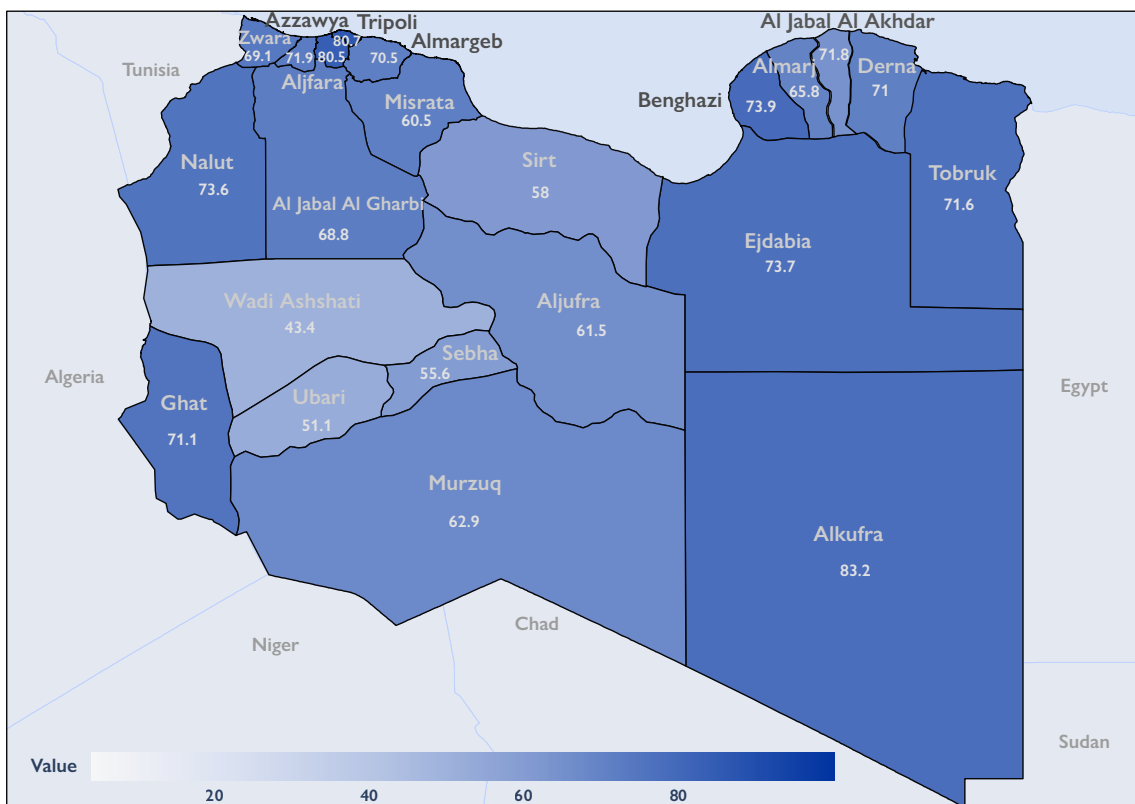 Azzawya
Tripoli
Al Jabal Al Akhdar
Zwara
80.7
Almargeb
69.1
71.9
80.5
70.5
71.8
Tunisia
Aljfara
Almarj
Derna
65.8
71
Misrata
60.5
Benghazi
73.9
Nalut
73.6
Sirt
58
Tobruk
71.6
Al Jabal Al Gharbi
68.8
Ejdabia
73.7
Wadi Ashshati
43.4
Aljufra
61.5
Sebha
55.6
Algeria
Egypt
Ghat
71.1
Ubari
51.1
Murzuq
62.9
Alkufra
83.2
Chad
Niger
Sudan
Value
20
40
60
80